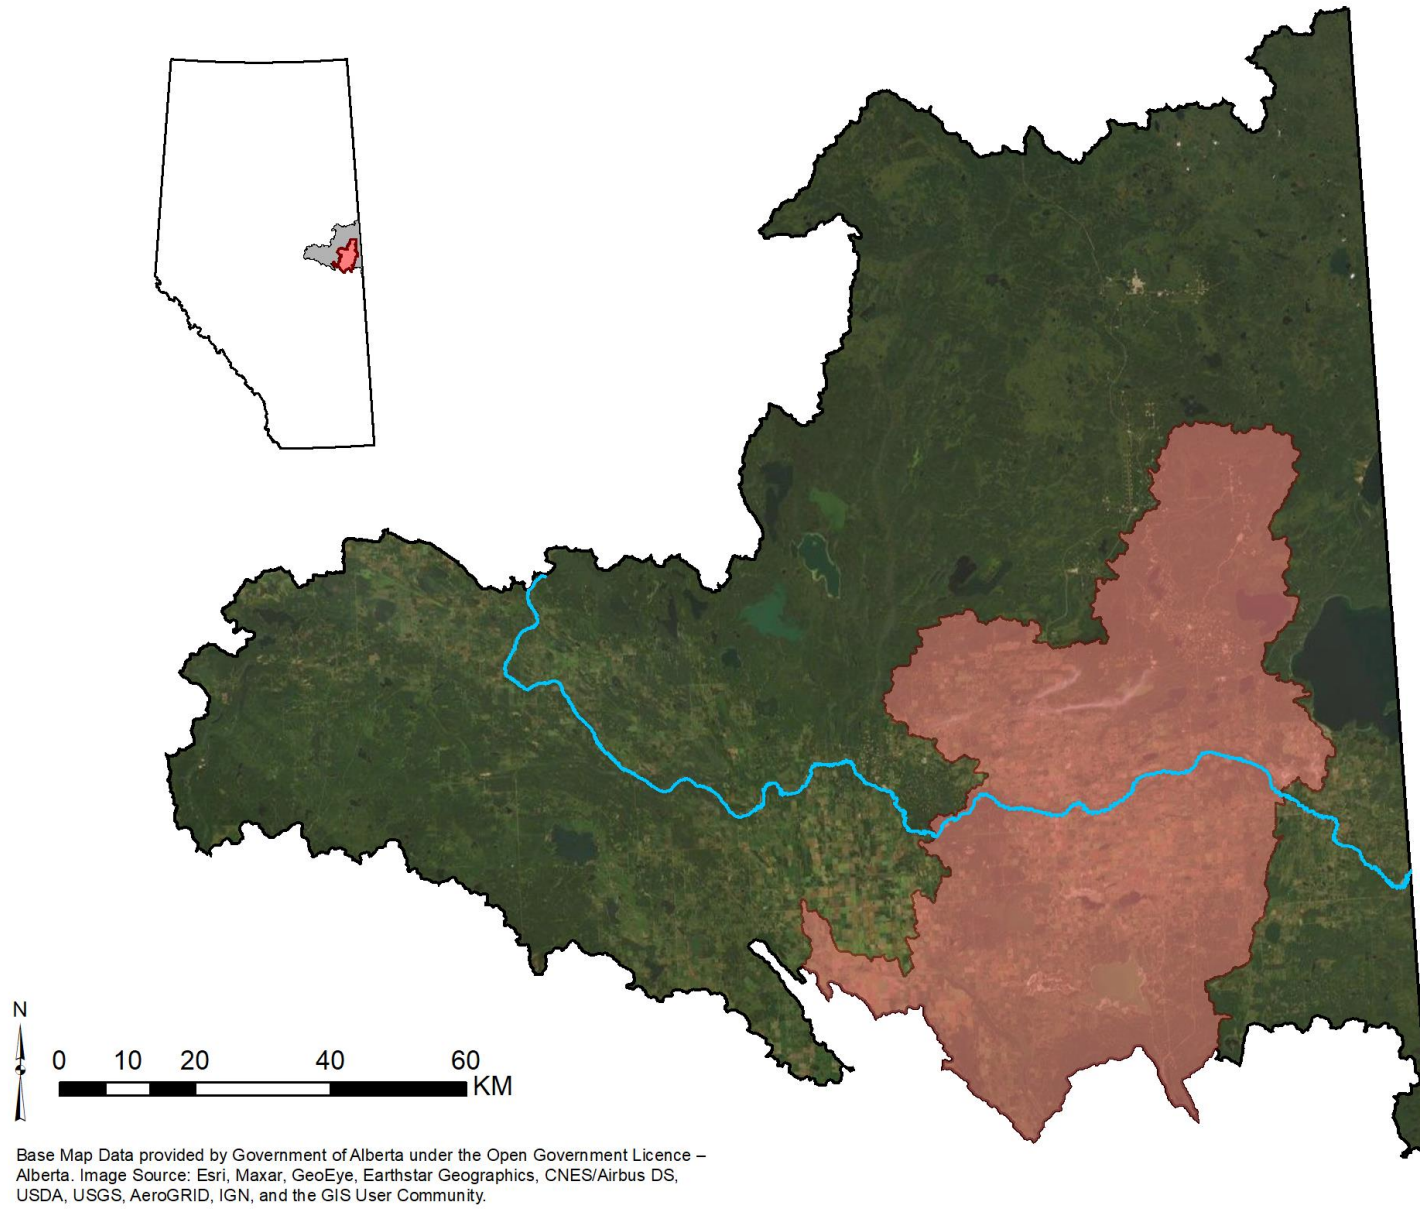 N
0 10 20 40 60
KM
Base Map Data provided by Government of Alberta under the Open Government Licence –
Alberta. Image Source: Esri, Maxar, GeoEye, Earthstar Geographics, CNES/Airbus DS,
USDA, USGS, AeroGRID, IGN, and the GIS User Community.